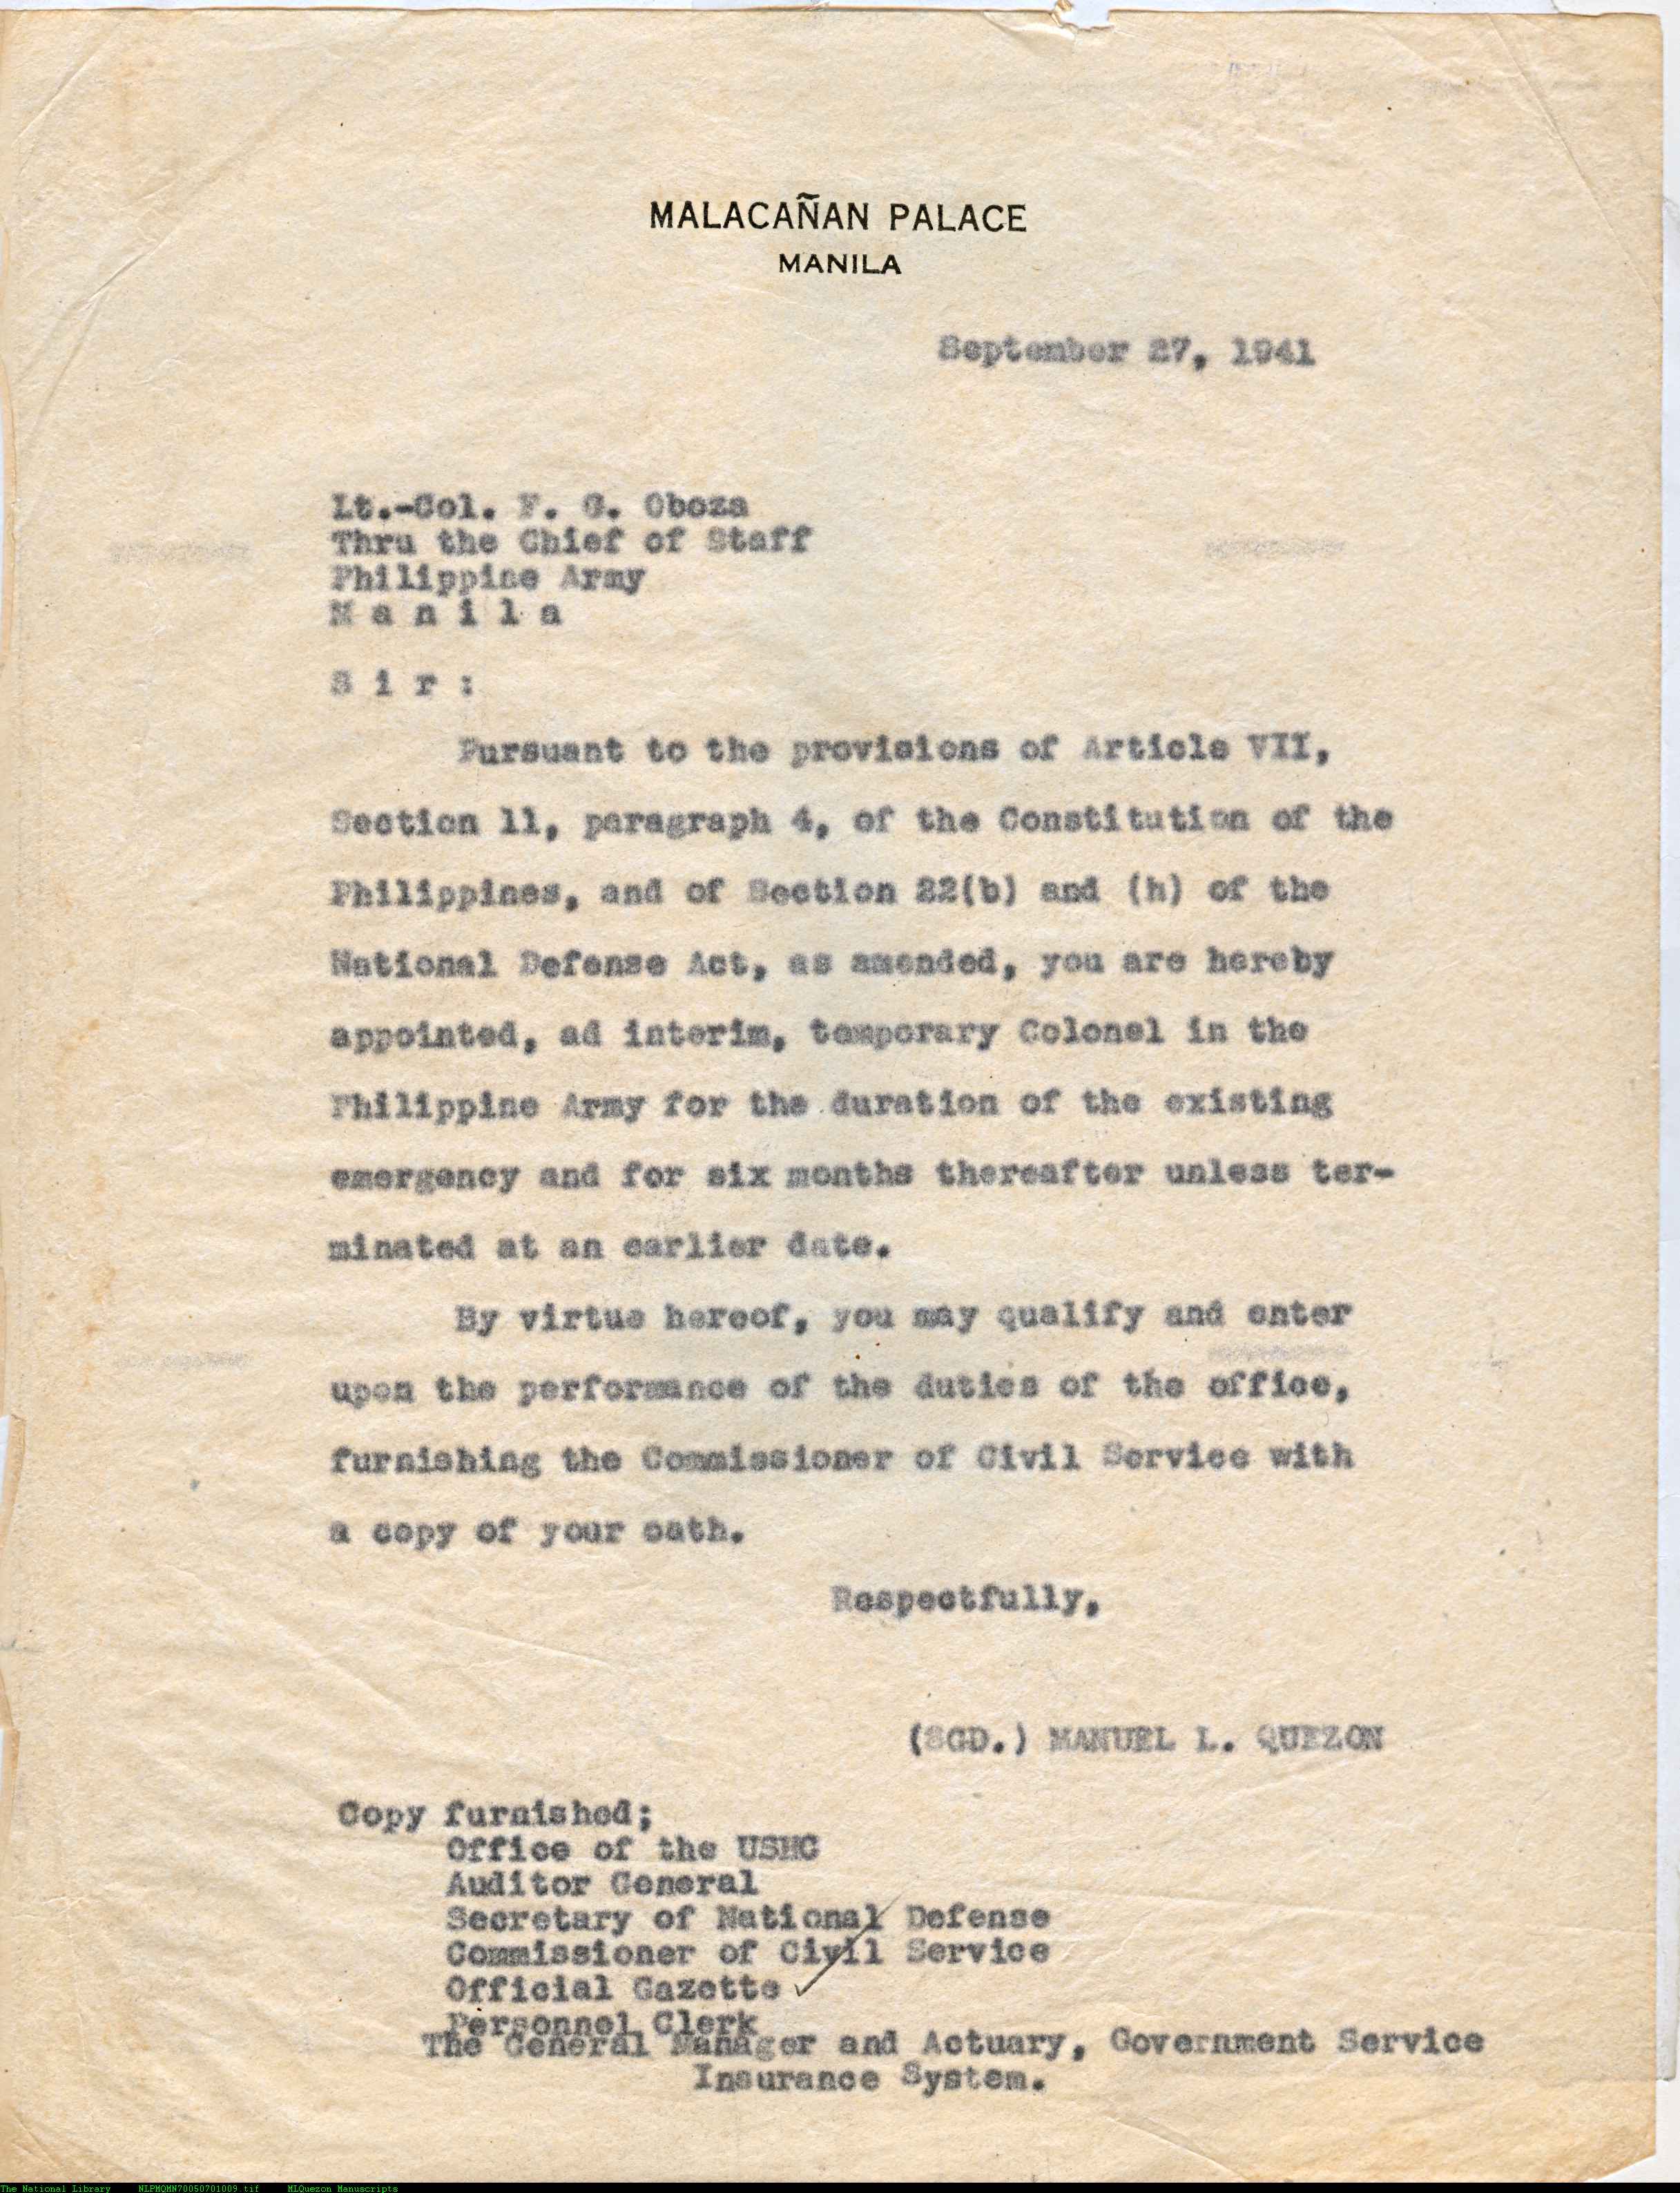 MALACAÑAN PALACE
MANILA
September 27, 1941
Lt.-Col. F. G. Oboza
Thru the Chief of Staff
Philippine Army
M a n i l a
S i r :
Pursuant to the provisions of Article VII,
Section 11, paragraph 4, of the Constitution of the
Philippines, and of Section 22(b) and (h) of the
National Defense Act, as amended, you are hereby
appointed, ad interim, temporary Colonel in the
Philippine Army for the duration of the existing
emergency and for six months thereafter unless ter-
minated at an earlier date.
By virtue hereof, you may qualify and enter
upon the performance of the duties of the office,
furnishing the Commissioner of Civil Service with
a copy of your oath.
Respectfully,
(SGD.) MANUEL L. QUEZON
Copy furnished;
Office of the USHC
Auditor General
Secretary of National Defense
Commissioner of Civil Service
Official Gazette
Personnel Clerk
The General Manager and Actuary, Government Service
Insurance System.
The National Library NLPMQMN70050701009.tif MLQuezon Manuscripts